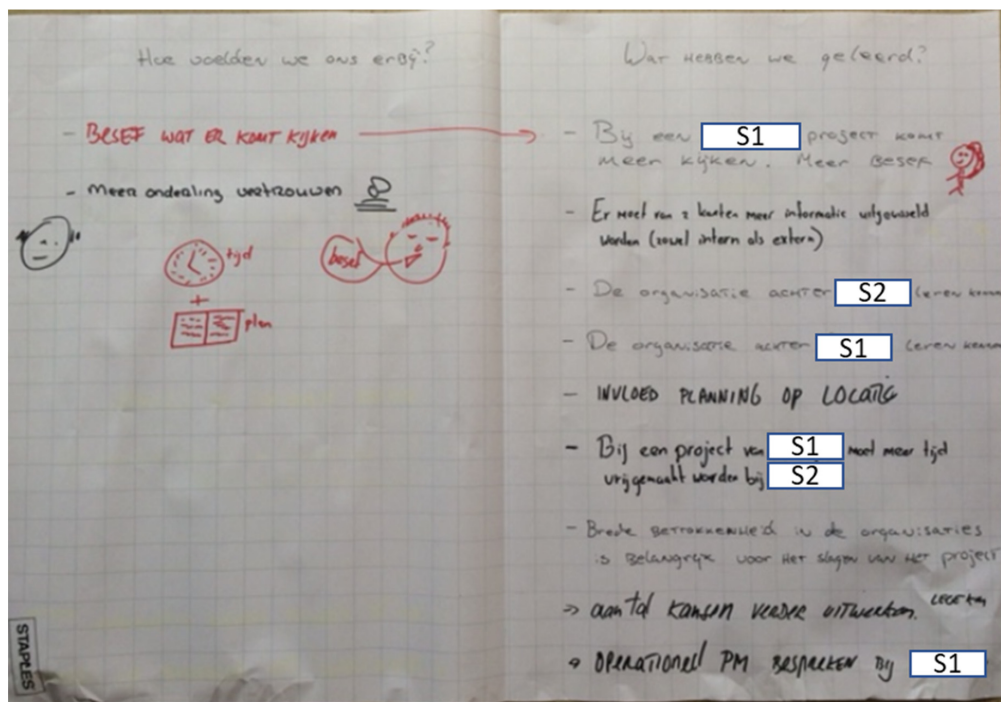 Hoe voelden we ons erbij?
- BESEF WAT ER KOMT KIJKEN
- Meer onderling vertrouwen
tijd
+
plan
besef
STAPLES
Wat hebben we geleerd?
- Bij een S1 project komt
meer kijken. Meer besef
- Er moet van 2 kanten meer informatie uitgewisseld
worden (zowel intern als extern)
- De organisatie achter S2 leren kennen
- De organisatie achter S1 leren kennen
- INVLOED PLANNING OP LOCATIE
- Bij een project van S1 moet meer tijd
vrijgemaakt worden bij S2
- Brede betrokkenheid in de organisaties
is belangrijk voor het slagen van het project
→ aantal kansen verder uitwerken.
→ OPERATIONEEL PM BESPREKEN BIJ S1